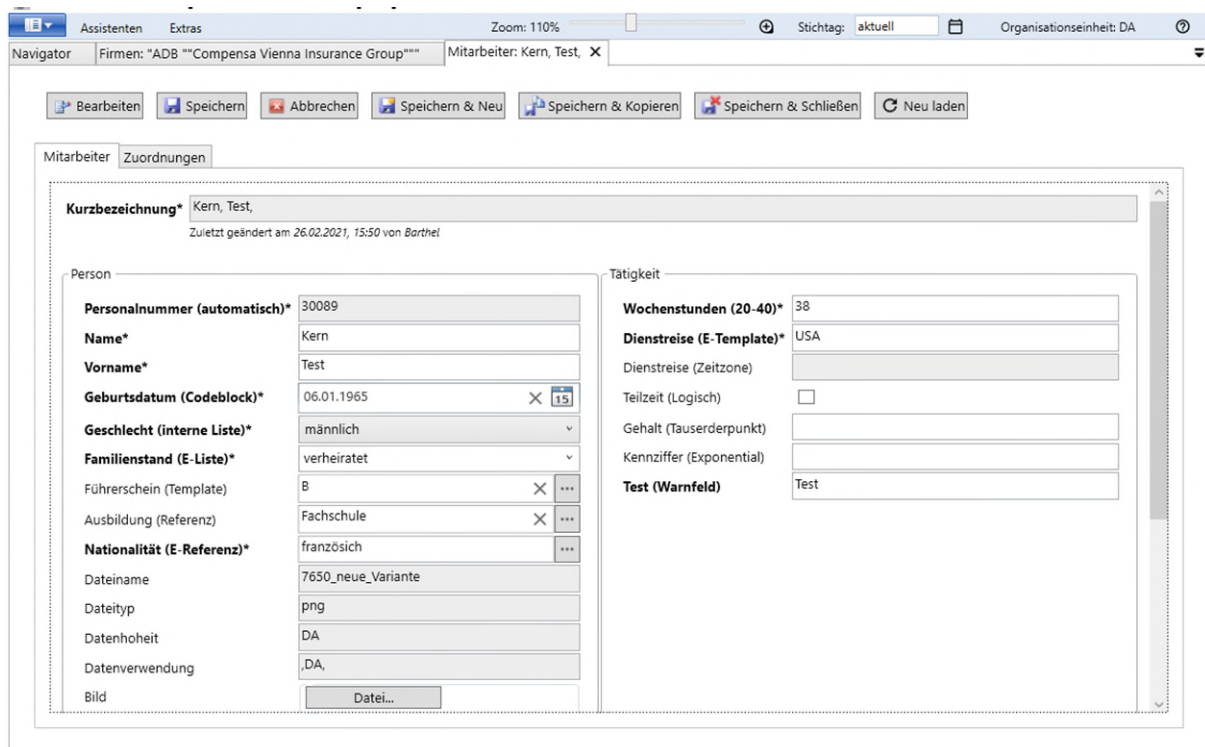 Assistenten Extras Zoom: 110% Stichtag: aktuell Organisationseinheit: DA
Navigator Firmen: "ADB ""Compensa Vienna Insurance Group""" Mitarbeiter: Kern, Test,
Bearbeiten Speichern Abbrechen Speichern & Neu Speichern & Kopieren Speichern & Schließen Neu laden
Mitarbeiter Zuordnungen
Kurzbezeichnung* Kern, Test,
Zuletzt geändert am 26.02.2021, 15:50 von Barthel
Person
Personalnummer (automatisch)* 30089
Name* Kern
Vorname* Test
Geburtsdatum (Codeblock)* 06.01.1965 15
Geschlecht (interne Liste)* männlich
Familienstand (E-Liste)* verheiratet
Führerschein (Template) B ...
Ausbildung (Referenz) Fachschule ...
Nationalität (E-Referenz)* französich ...
Dateiname 7650_neue_Variante
Dateityp png
Datenhoheit DA
Datenverwendung ,DA,
Bild Datei...
Tätigkeit
Wochenstunden (20-40)* 38
Dienstreise (E-Template)* USA
Dienstreise (Zeitzone)
Teilzeit (Logisch)
Gehalt (Tauserderpunkt)
Kennziffer (Exponential)
Test (Warnfeld) Test